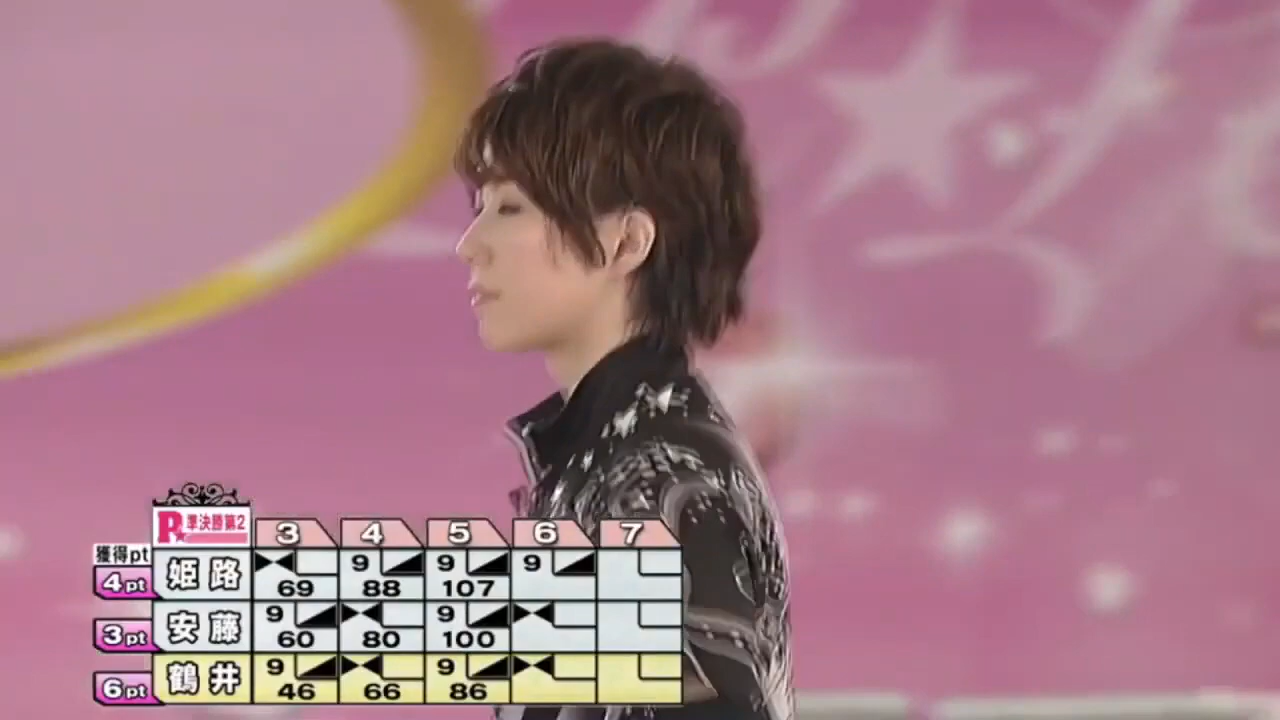 P★ 準決勝第2 3 4 5 6 7
獲得pt
4pt 姫路 9 9 9
69 88 107
3pt 安藤 9 9
60 80 100
6pt 鶴井 9 9
46 66 86